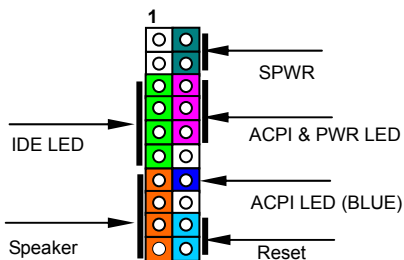 1
SPWR
IDE LED
ACPI & PWR LED
ACPI LED (BLUE)
Speaker
Reset